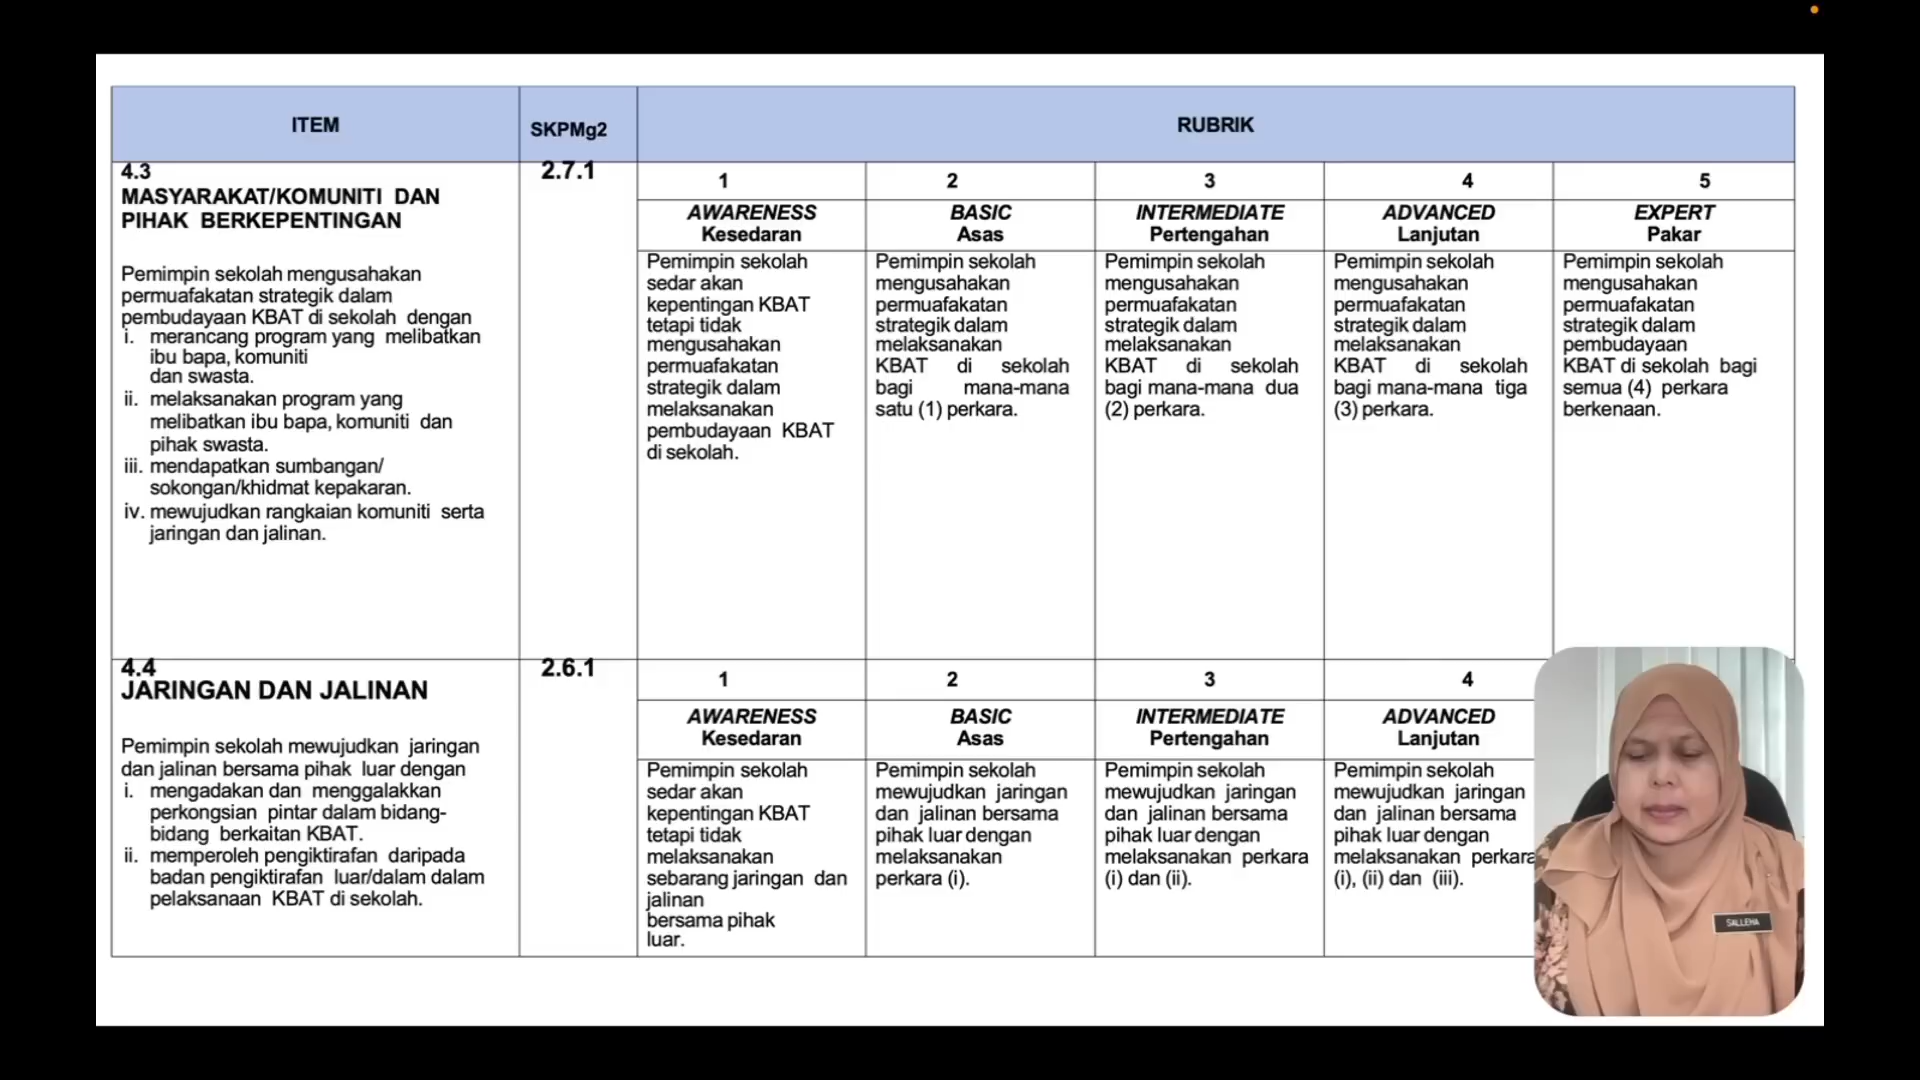 ITEM
SKPMg2
RUBRIK
4.3
MASYARAKAT/KOMUNITI DAN
PIHAK BERKEPENTINGAN
Pemimpin sekolah mengusahakan
permuafakatan strategik dalam
pembudayaan KBAT di sekolah dengan
i. merancang program yang melibatkan
ibu bapa, komuniti
dan swasta.
ii. melaksanakan program yang
melibatkan ibu bapa, komuniti dan
pihak swasta.
iii. mendapatkan sumbangan/
sokongan/khidmat kepakaran.
iv. mewujudkan rangkaian komuniti serta
jaringan dan jalinan.
2.7.1
1
AWARENESS
Kesedaran
Pemimpin sekolah
sedar akan
kepentingan KBAT
tetapi tidak
mengusahakan
permuafakatan
strategik dalam
melaksanakan
pembudayaan KBAT
di sekolah.
2
BASIC
Asas
Pemimpin sekolah
mengusahakan
permuafakatan
strategik dalam
melaksanakan
KBAT di sekolah
bagi mana-mana
satu (1) perkara.
3
INTERMEDIATE
Pertengahan
Pemimpin sekolah
mengusahakan
permuafakatan
strategik dalam
melaksanakan
KBAT di sekolah
bagi mana-mana dua
(2) perkara.
4
ADVANCED
Lanjutan
Pemimpin sekolah
mengusahakan
permuafakatan
strategik dalam
melaksanakan
KBAT di sekolah
bagi mana-mana tiga
(3) perkara.
5
EXPERT
Pakar
Pemimpin sekolah
mengusahakan
permuafakatan
strategik dalam
pembudayaan
KBAT di sekolah bagi
semua (4) perkara
berkenaan.
4.4
JARINGAN DAN JALINAN
Pemimpin sekolah mewujudkan jaringan
dan jalinan bersama pihak luar dengan
i. mengadakan dan menggalakkan
perkongsian pintar dalam bidang-
bidang berkaitan KBAT.
ii. memperoleh pengiktirafan daripada
badan pengiktirafan luar/dalam dalam
pelaksanaan KBAT di sekolah.
2.6.1
1
AWARENESS
Kesedaran
Pemimpin sekolah
sedar akan
kepentingan KBAT
tetapi tidak
melaksanakan
sebarang jaringan dan
jalinan
bersama pihak
luar.
2
BASIC
Asas
Pemimpin sekolah
mewujudkan jaringan
dan jalinan bersama
pihak luar dengan
melaksanakan
perkara (i).
3
INTERMEDIATE
Pertengahan
Pemimpin sekolah
mewujudkan jaringan
dan jalinan bersama
pihak luar dengan
melaksanakan perkara
(i) dan (ii).
4
ADVANCED
Lanjutan
Pemimpin sekolah
mewujudkan jaringan
dan jalinan bersama
pihak luar dengan
melaksanakan perkara
(i), (ii) dan (iii).
SALLEHA